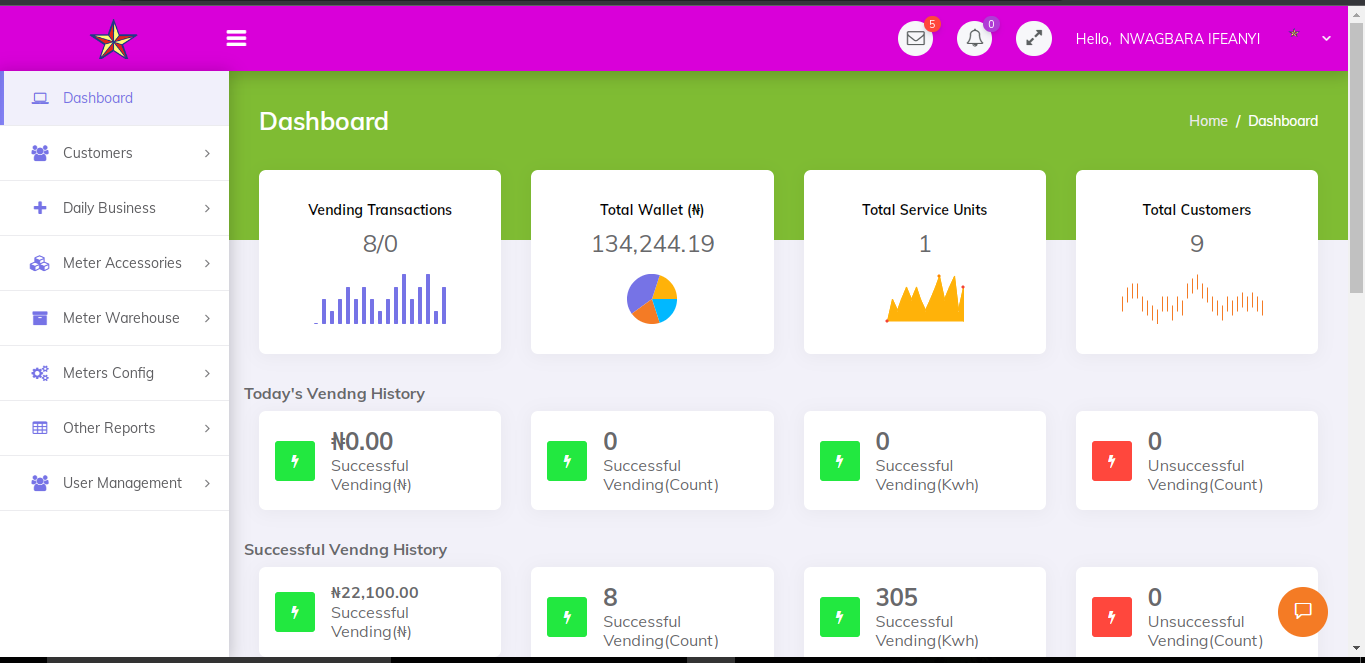 5
0
Hello, NWAGBARA IFEANYI
Dashboard
Customers
Daily Business
Meter Accessories
Meter Warehouse
Meters Config
Other Reports
User Management
Dashboard
Home / Dashboard
Vending Transactions
8/0
Total Wallet (₦)
134,244.19
Total Service Units
1
Total Customers
9
Today's Vendng History
₦0.00
Successful
Vending(₦)
0
Successful
Vending(Count)
0
Successful
Vending(Kwh)
0
Unsuccessful
Vending(Count)
Successful Vendng History
₦22,100.00
Successful
Vending(₦)
8
Successful
Vending(Count)
305
Successful
Vending(Kwh)
0
Unsuccessful
Vending(Count)